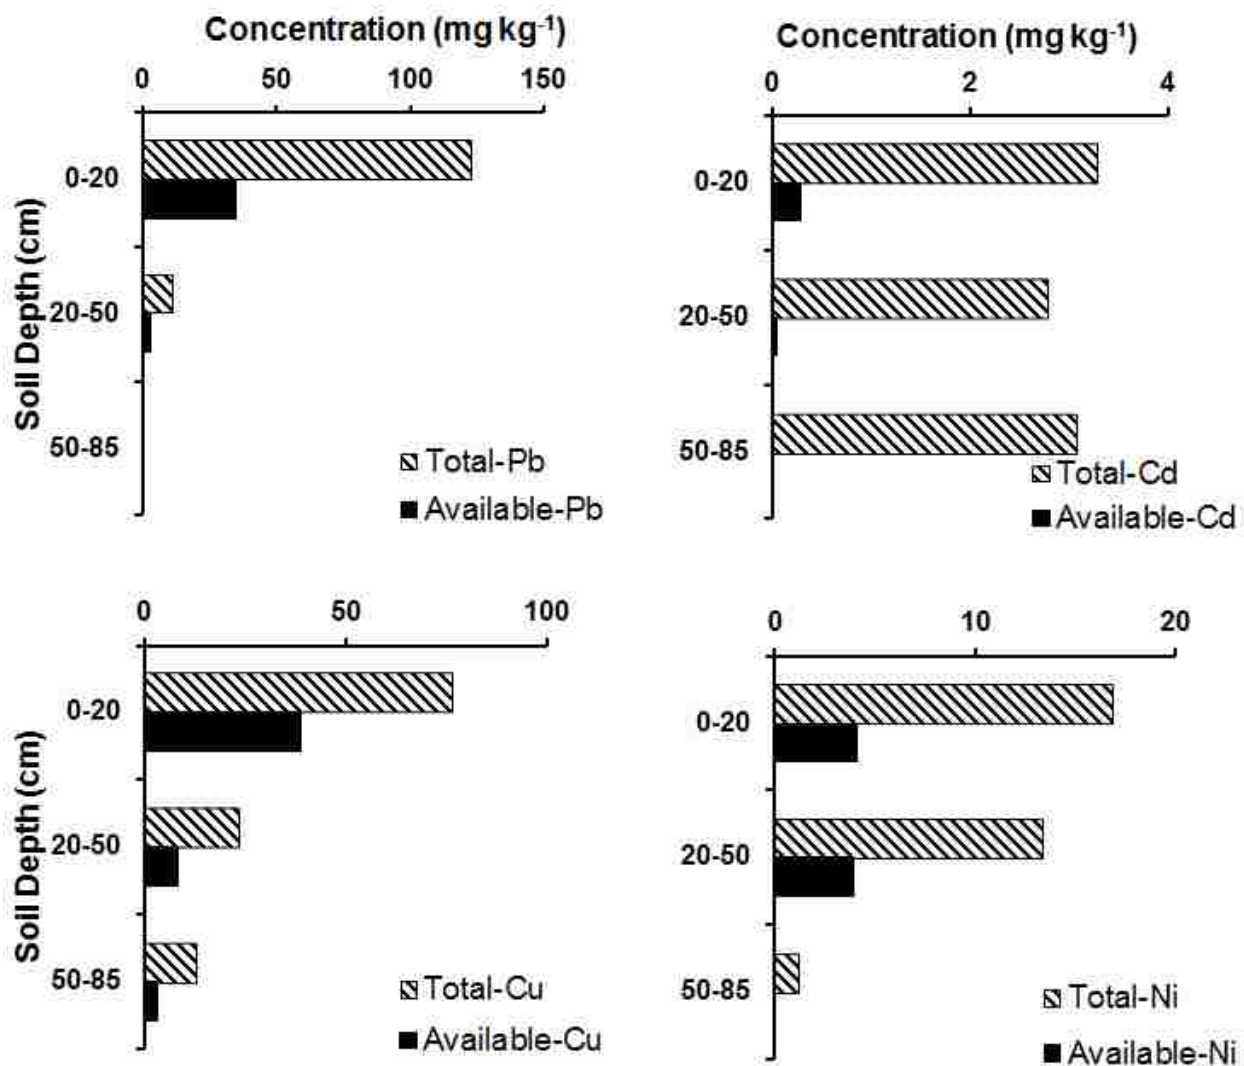 Concentration (mg kg-1)
0 50 100 150
0-20
20-50
50-85
Soil Depth (cm)
Total-Pb
Available-Pb
Concentration (mg kg-1)
0 2 4
0-20
20-50
50-85
Total-Cd
Available-Cd
0 50 100
0-20
20-50
50-85
Soil Depth (cm)
Total-Cu
Available-Cu
0 10 20
0-20
20-50
50-85
Total-Ni
Available-Ni